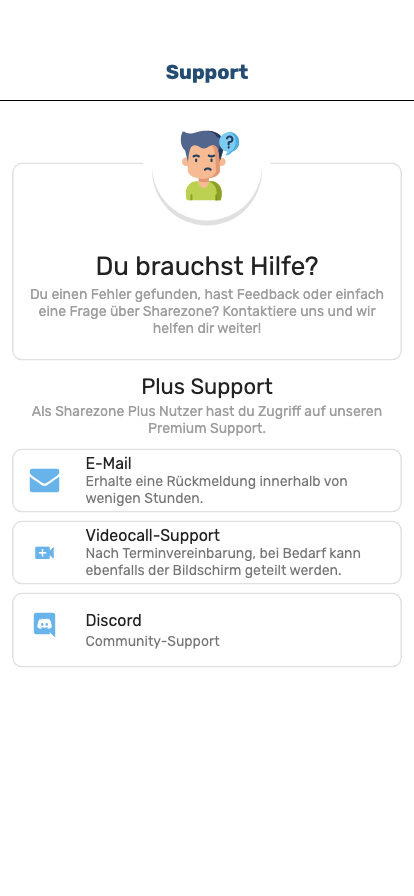 Support
?
Du brauchst Hilfe?
Du einen Fehler gefunden, hast Feedback oder einfach
eine Frage über Sharezone? Kontaktiere uns und wir
helfen dir weiter!
Plus Support
Als Sharezone Plus Nutzer hast du Zugriff auf unseren
Premium Support.
E-Mail
Erhalte eine Rückmeldung innerhalb von
wenigen Stunden.
Videocall-Support
Nach Terminvereinbarung, bei Bedarf kann
ebenfalls der Bildschirm geteilt werden.
Discord
Community-Support